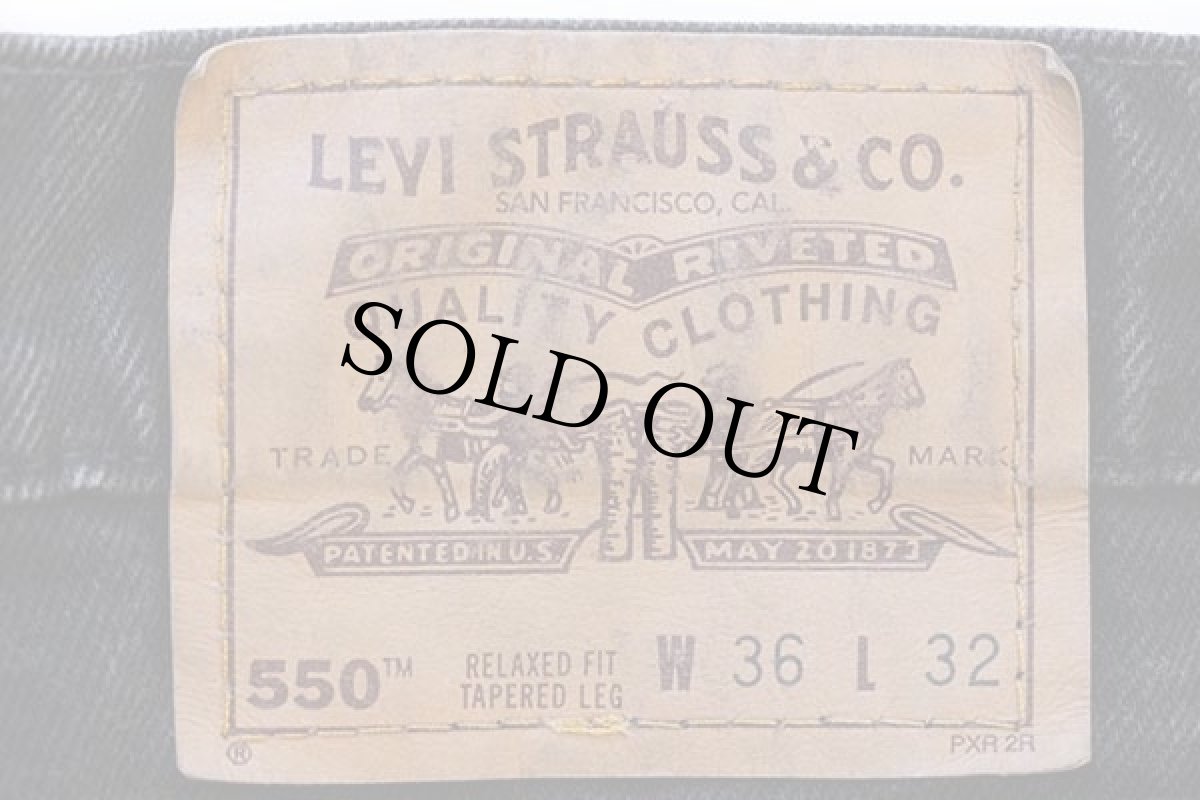 LEVI STRAUSS & CO.
SAN FRANCISCO, CAL.
ORIGINAL RIVETED
QUALITY CLOTHING
SOLD OUT
TRADE MARK
PATENTED IN U.S. MAY 20 1873
550™ RELAXED FIT TAPERED LEG W 36 L 32
® PXR 2R